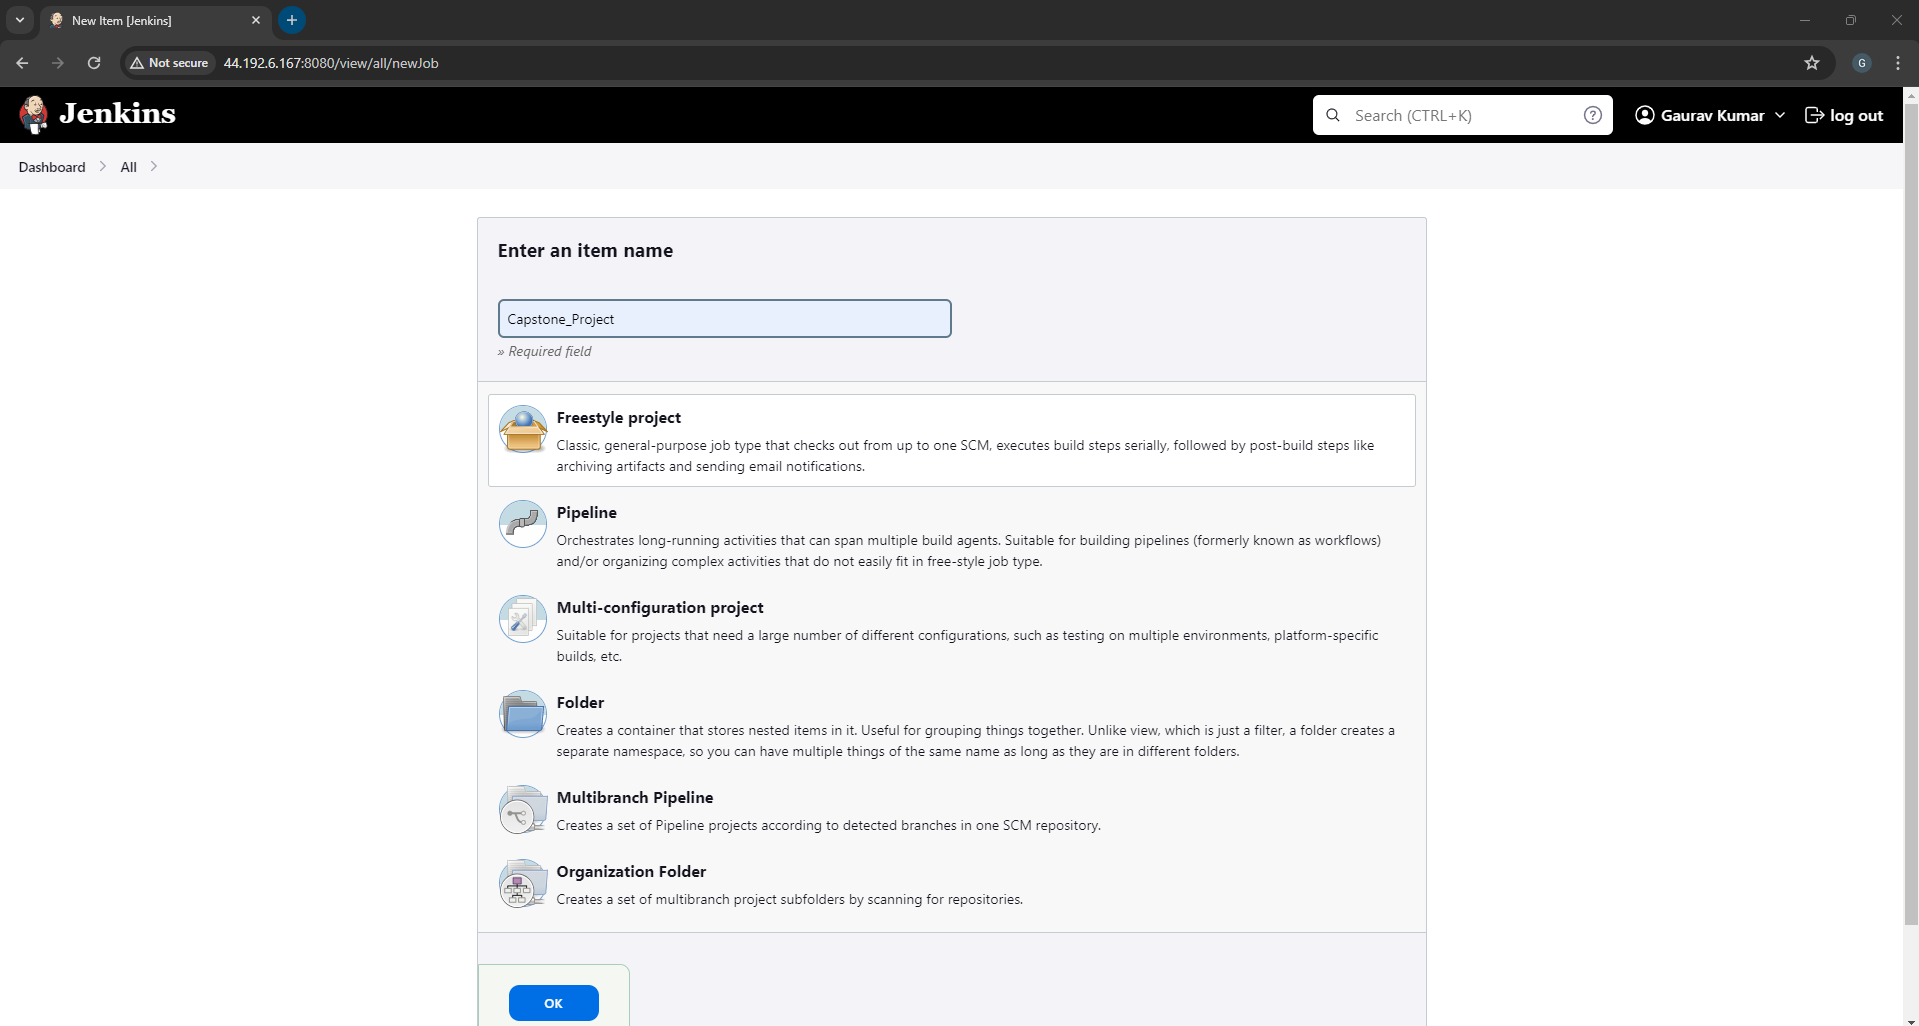 New Item [Jenkins]
Not secure
44.192.6.167:8080/view/all/newJob
G
Jenkins
Search (CTRL+K)
?
Gaurav Kumar
log out
Dashboard
All
Enter an item name
Capstone_Project
» Required field
Freestyle project
Classic, general-purpose job type that checks out from up to one SCM, executes build steps serially, followed by post-build steps like
archiving artifacts and sending email notifications.
Pipeline
Orchestrates long-running activities that can span multiple build agents. Suitable for building pipelines (formerly known as workflows)
and/or organizing complex activities that do not easily fit in free-style job type.
Multi-configuration project
Suitable for projects that need a large number of different configurations, such as testing on multiple environments, platform-specific
builds, etc.
Folder
Creates a container that stores nested items in it. Useful for grouping things together. Unlike view, which is just a filter, a folder creates a
separate namespace, so you can have multiple things of the same name as long as they are in different folders.
Multibranch Pipeline
Creates a set of Pipeline projects according to detected branches in one SCM repository.
Organization Folder
Creates a set of multibranch project subfolders by scanning for repositories.
OK